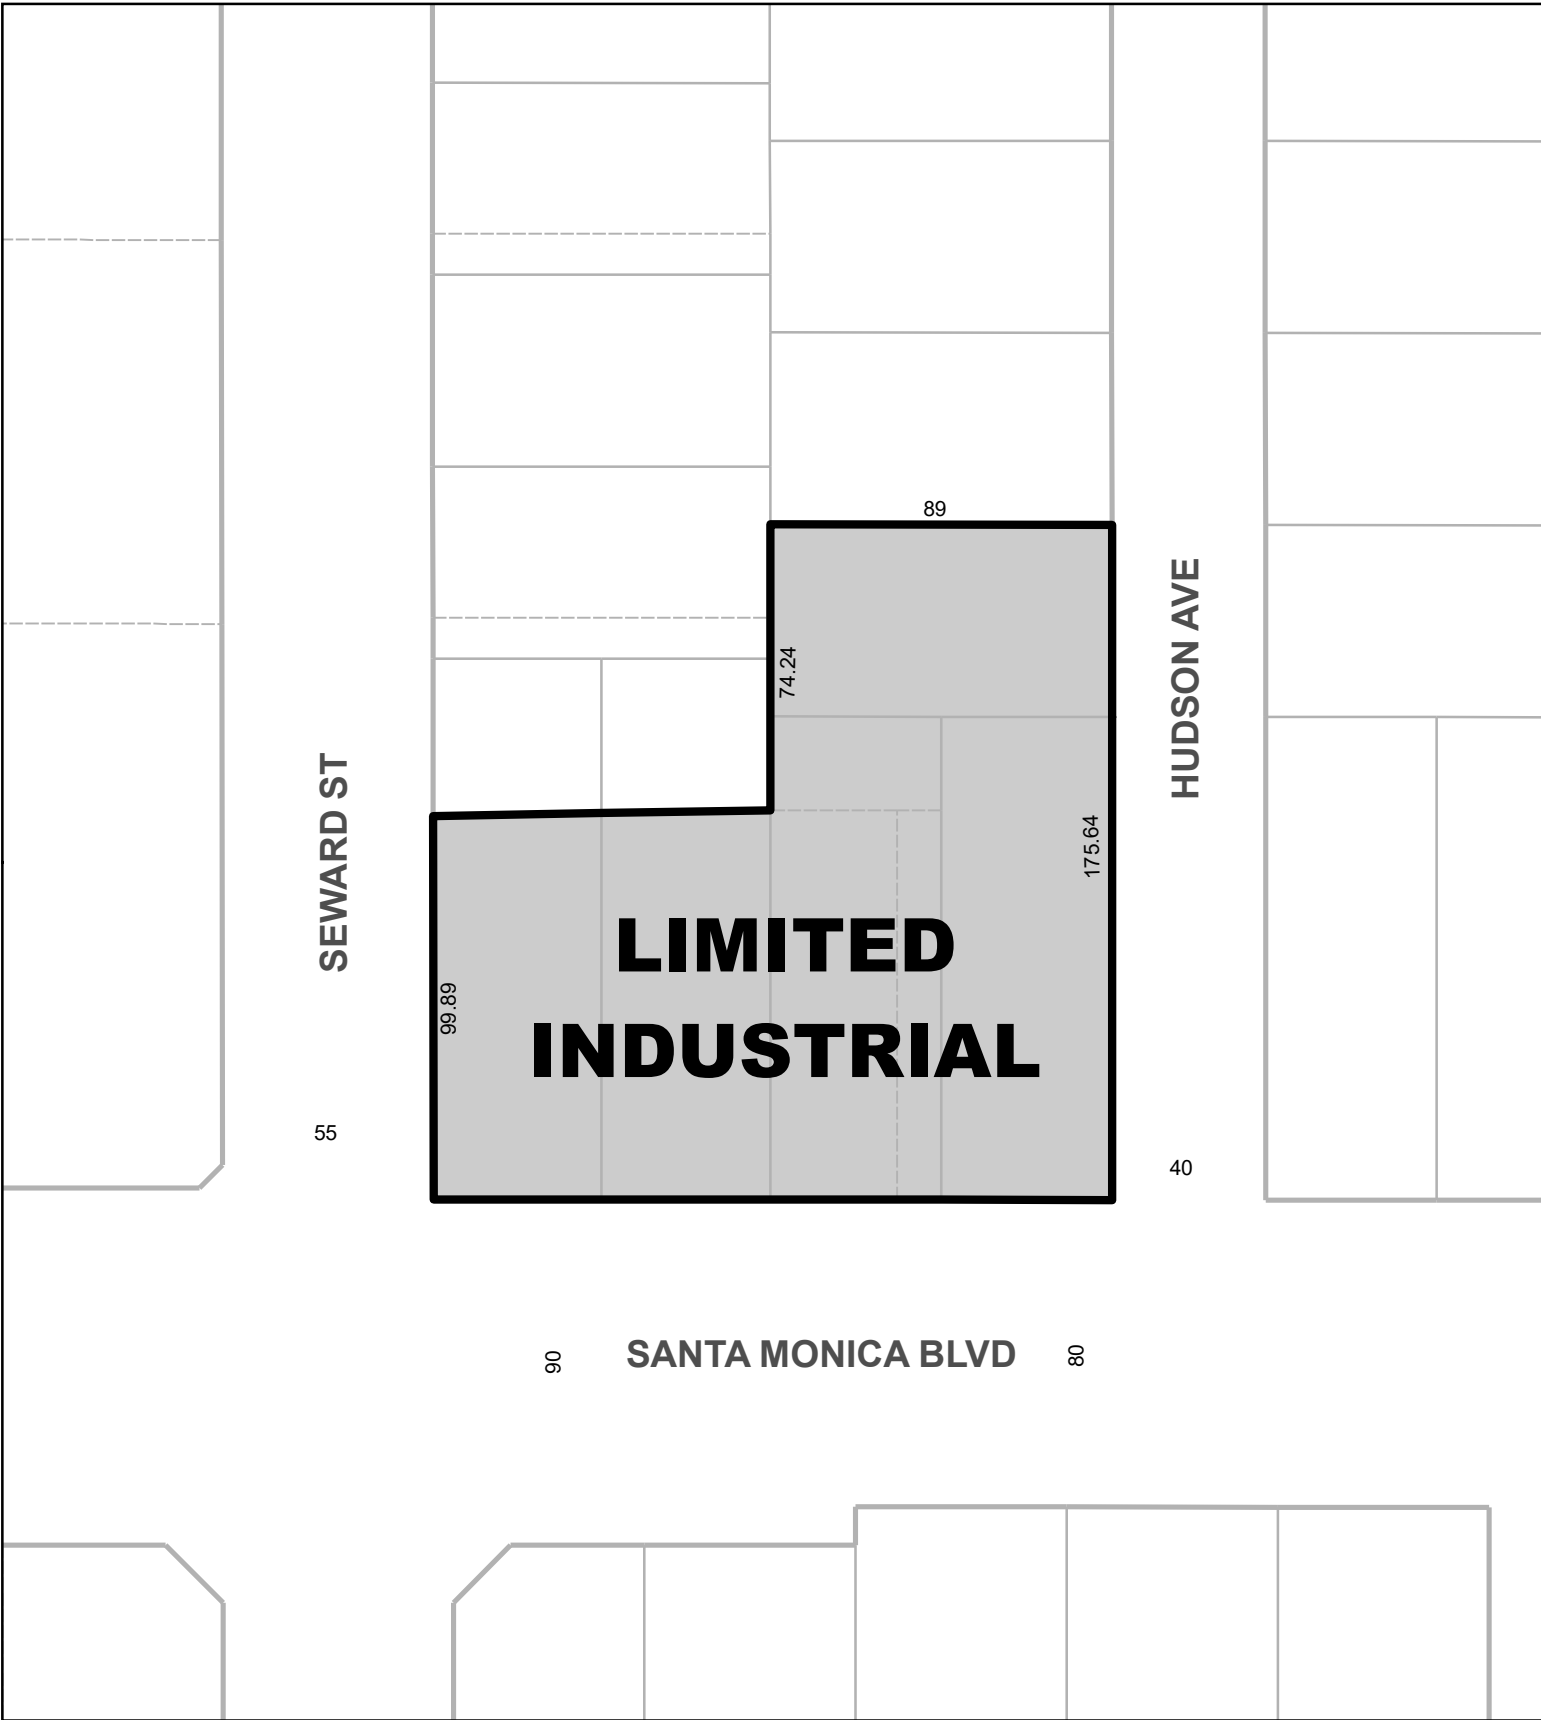 89
74.24
HUDSON AVE
SEWARD ST
175.64
LIMITED
INDUSTRIAL
99.89
55
40
90
SANTA MONICA BLVD
80